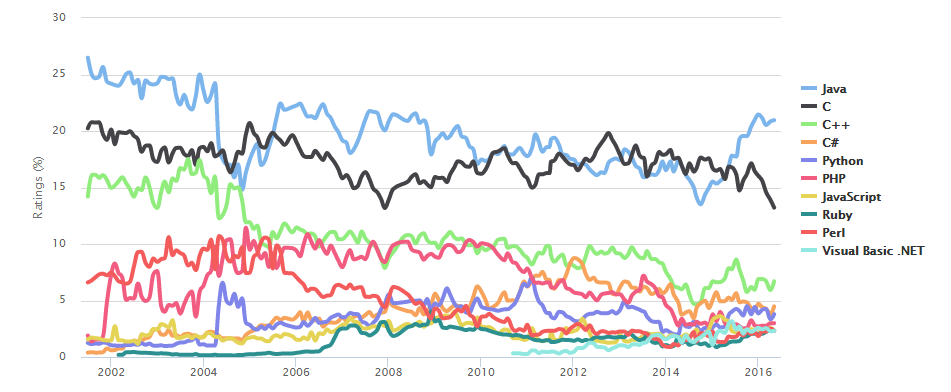 30
25
20
15
10
5
0
Ratings (%)
2002 2004 2006 2008 2010 2012 2014 2016
Java
C
C++
C#
Python
PHP
JavaScript
Ruby
Perl
Visual Basic .NET